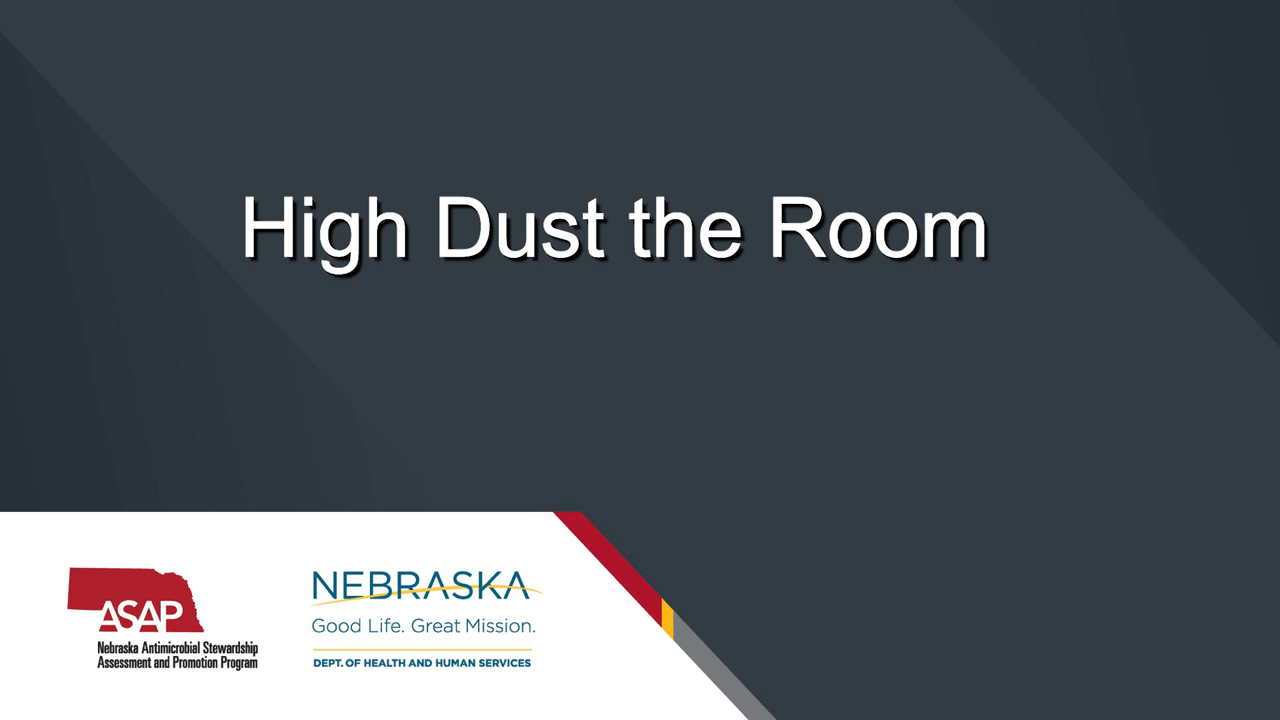 High Dust the Room
ASAP
Nebraska Antimicrobial Stewardship
Assessment and Promotion Program
NEBRASKA
Good Life. Great Mission.
DEPT. OF HEALTH AND HUMAN SERVICES